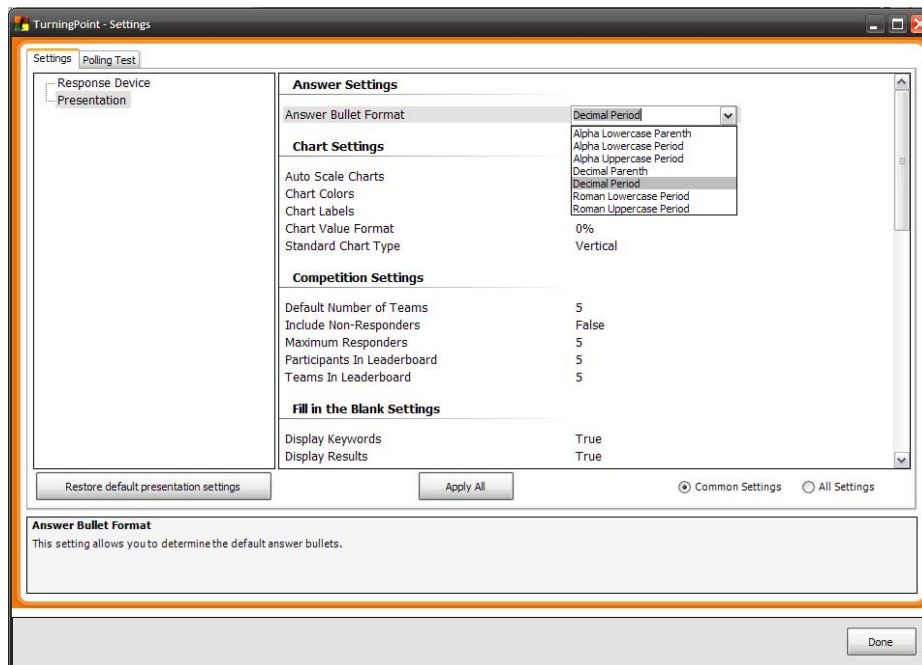 TurningPoint - Settings
Settings Polling Test
Response Device
Presentation
Answer Settings
Answer Bullet Format Decimal Period
Alpha Lowercase Parenth
Alpha Lowercase Period
Alpha Uppercase Period
Decimal Parenth
Decimal Period
Roman Lowercase Period
Roman Uppercase Period
Chart Settings
Auto Scale Charts
Chart Colors
Chart Labels
Chart Value Format 0%
Standard Chart Type Vertical
Competition Settings
Default Number of Teams 5
Include Non-Responders False
Maximum Responders 5
Participants In Leaderboard 5
Teams In Leaderboard 5
Fill in the Blank Settings
Display Keywords True
Display Results True
Restore default presentation settings Apply All Common Settings All Settings
Answer Bullet Format
This setting allows you to determine the default answer bullets.
Done